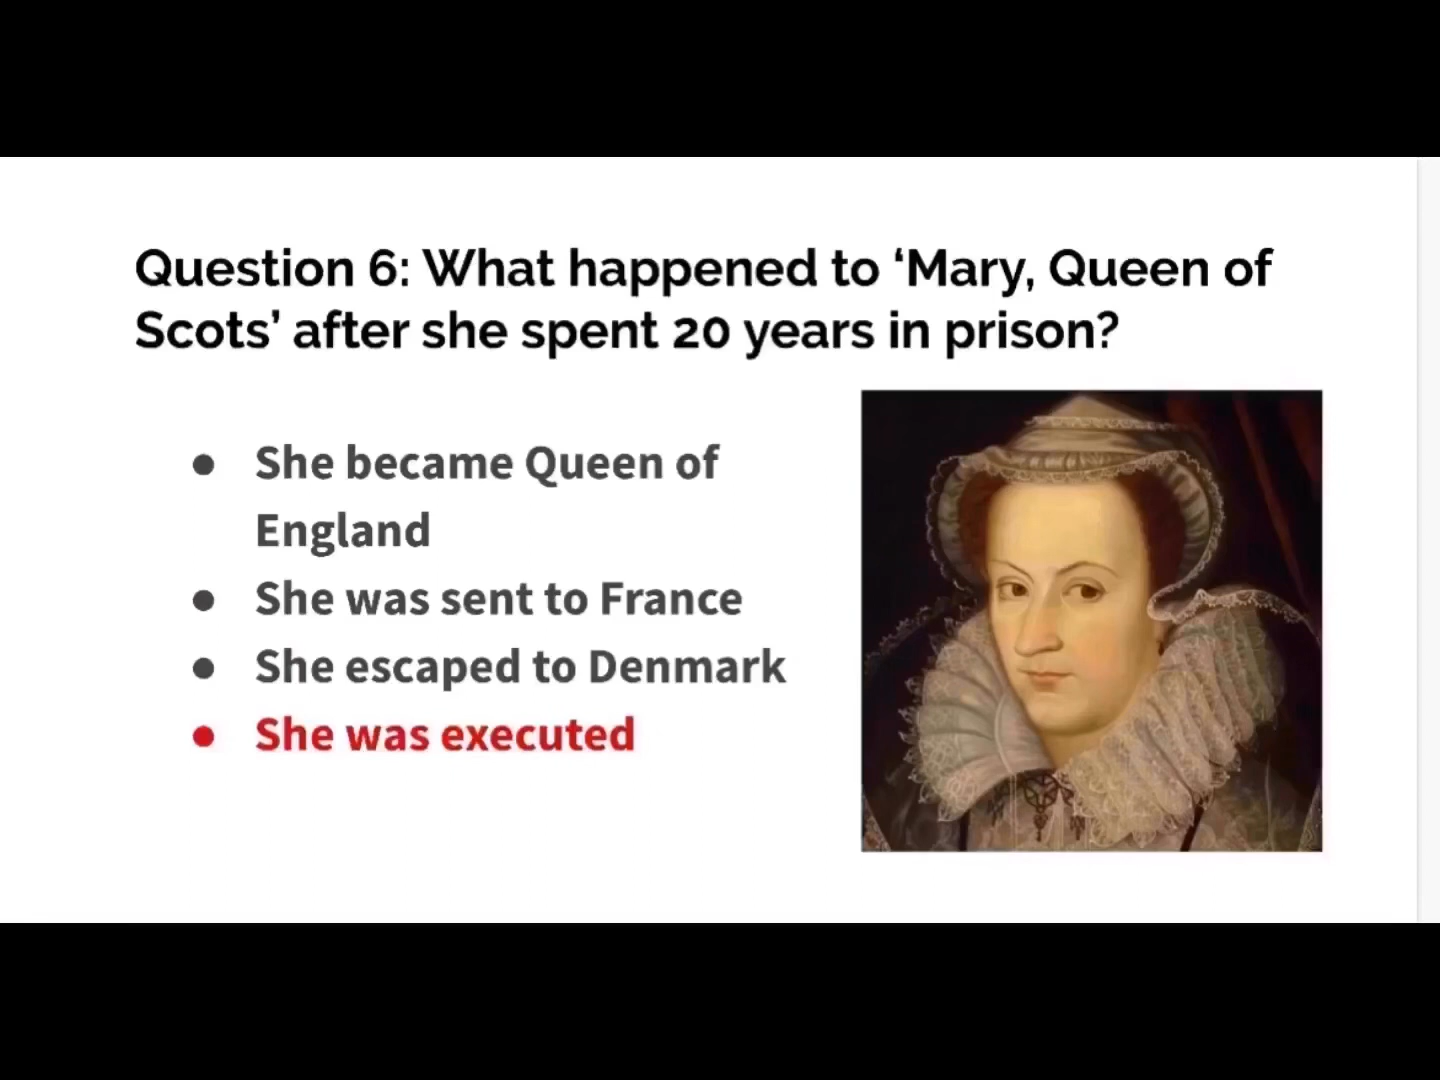 Question 6: What happened to ‘Mary, Queen of
Scots’ after she spent 20 years in prison?
● She became Queen of
England
● She was sent to France
● She escaped to Denmark
● She was executed